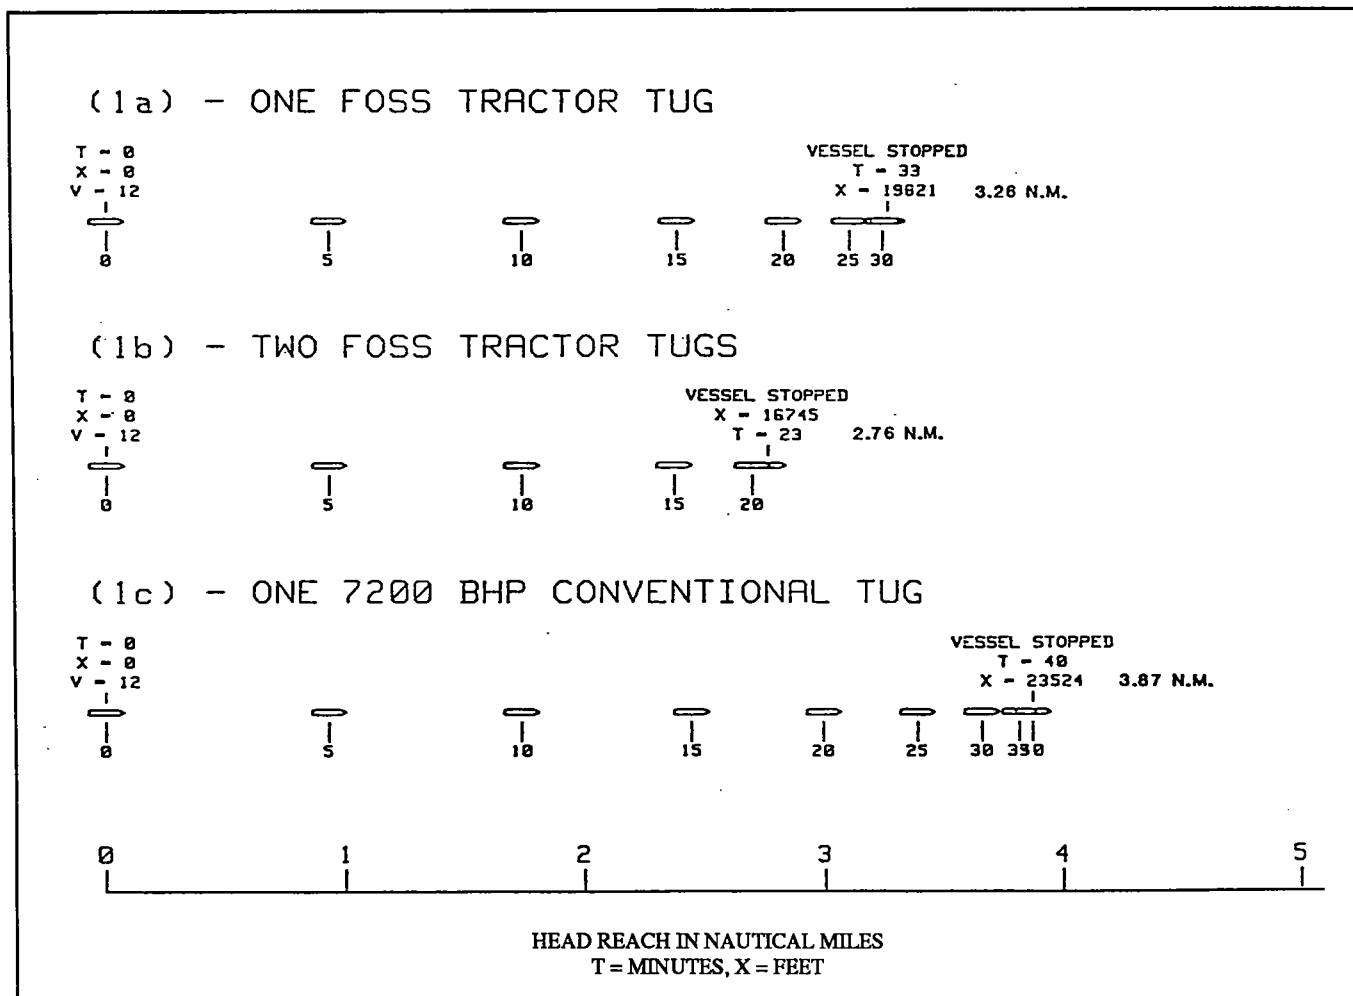 (1a) - ONE FOSS TRACTOR TUG
T - 0
X - 0
V - 12
VESSEL STOPPED
T - 33
X - 19621 3.26 N.M.
0 5 10 15 20 25 30
(1b) - TWO FOSS TRACTOR TUGS
T - 0
X - 0
V - 12
VESSEL STOPPED
X - 16745
T - 23 2.76 N.M.
0 5 10 15 20
(1c) - ONE 7200 BHP CONVENTIONAL TUG
T - 0
X - 0
V - 12
VESSEL STOPPED
T - 40
X - 23524 3.87 N.M.
0 5 10 15 20 25 30
0 1 2 3 4 5
HEAD REACH IN NAUTICAL MILES
T = MINUTES, X = FEET